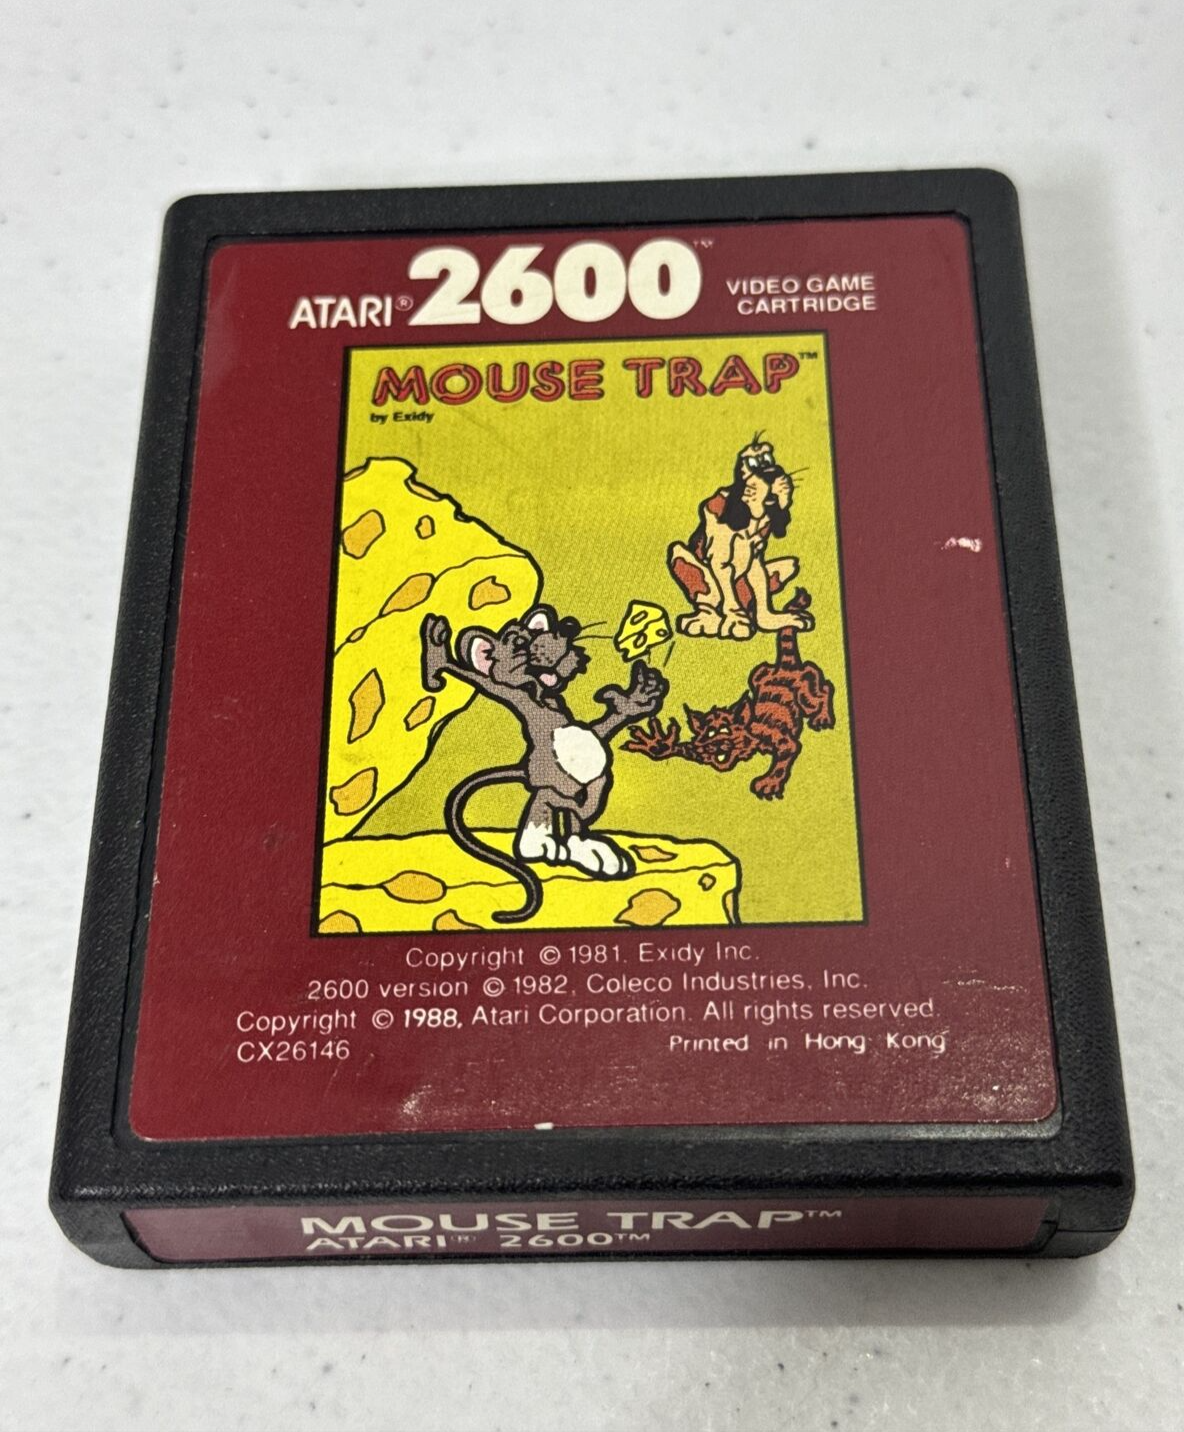 ATARI® 2600™ VIDEO GAME
CARTRIDGE
MOUSE TRAP™
by Exidy
Copyright © 1981, Exidy Inc.
2600 version © 1982, Coleco Industries, Inc.
Copyright © 1988, Atari Corporation. All rights reserved.
CX26146 Printed in Hong Kong
MOUSE TRAP™
ATARI® 2600™